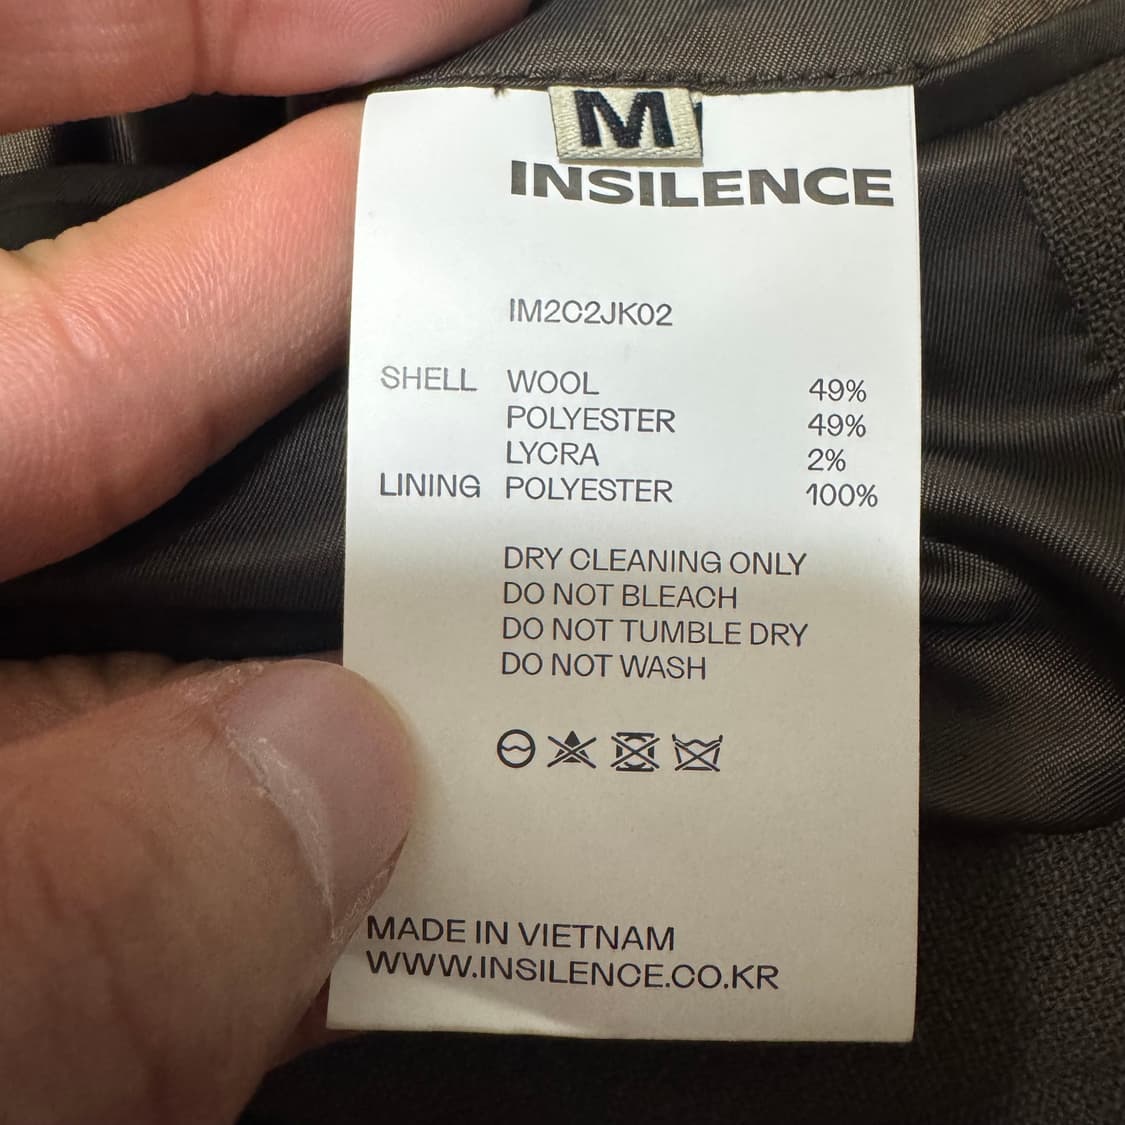 M
INSILENCE
IM2C2JK02
SHELL WOOL 49%
POLYESTER 49%
LYCRA 2%
LINING POLYESTER 100%
DRY CLEANING ONLY
DO NOT BLEACH
DO NOT TUMBLE DRY
DO NOT WASH
MADE IN VIETNAM
WWW.INSILENCE.CO.KR